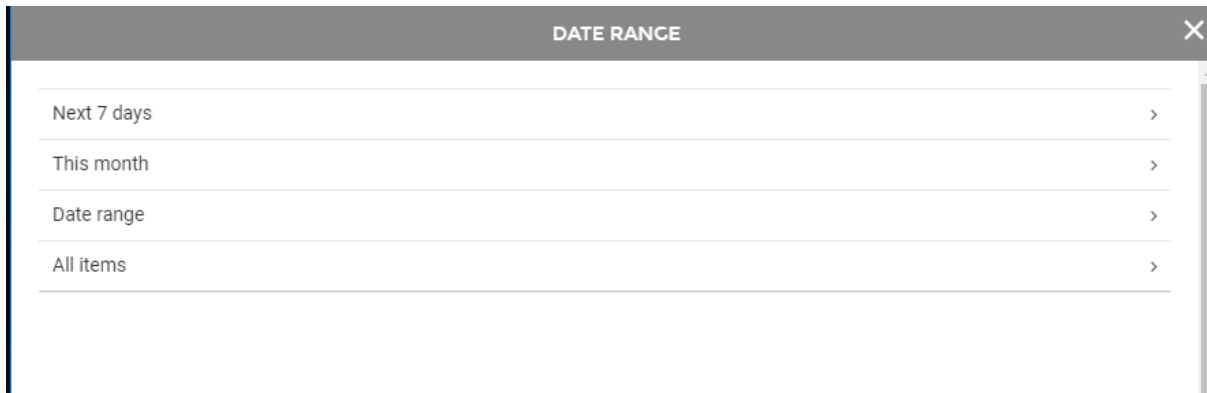 DATE RANGE
Next 7 days
This month
Date range
All items